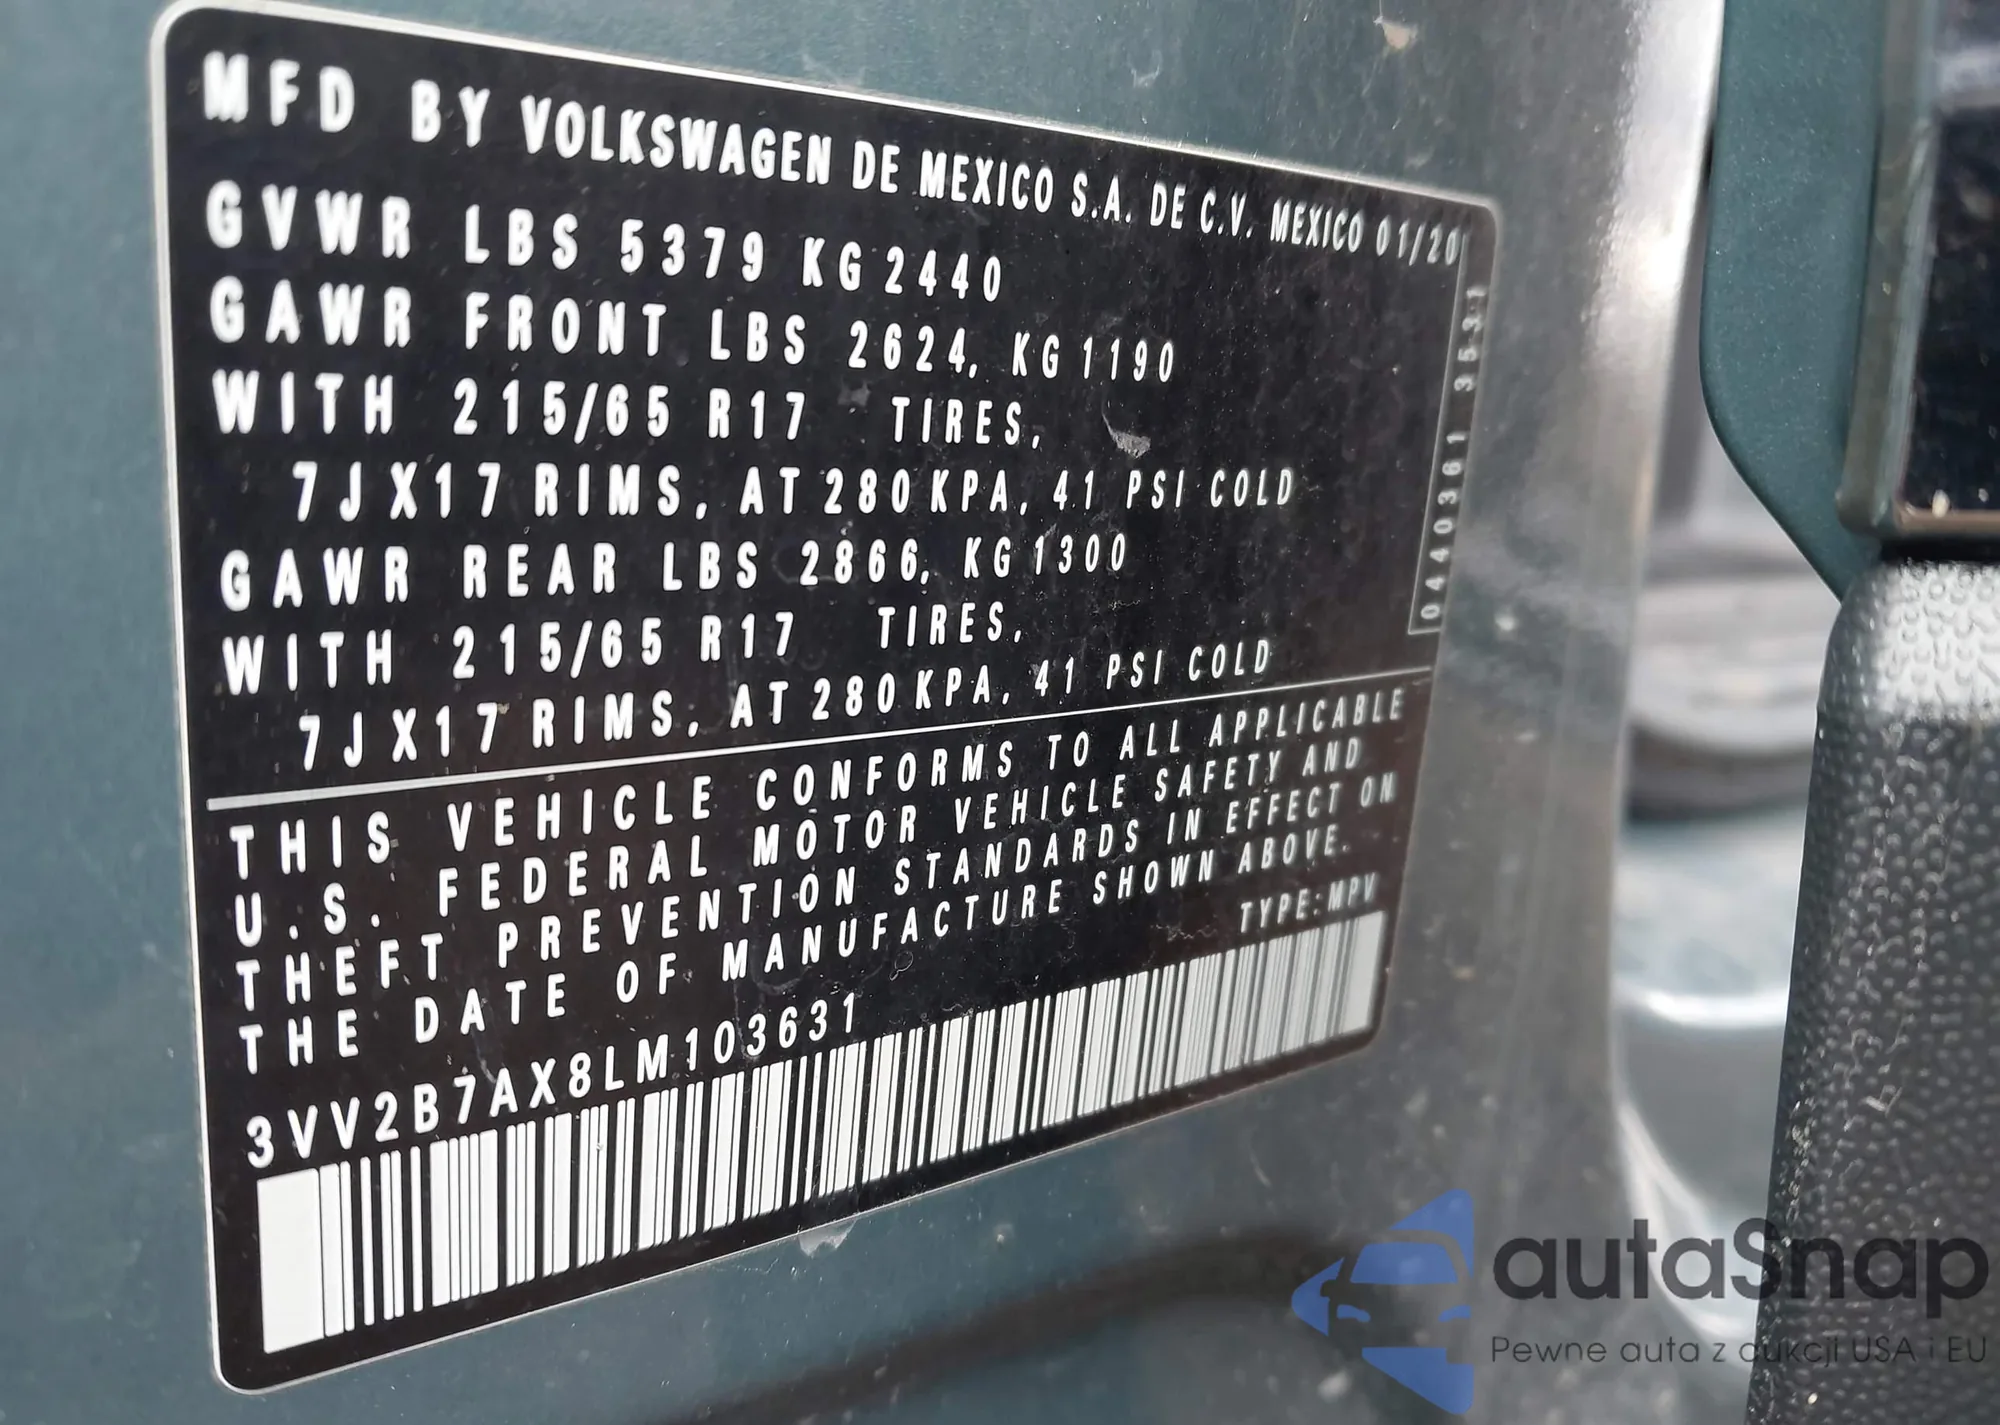 MFD BY VOLKSWAGEN DE MEXICO S.A. DE C.V. MEXICO 01/20
GVWR LBS 5379 KG 2440
GAWR FRONT LBS 2624, KG 1190
WITH 215/65 R17 TIRES,
7JX17 RIMS, AT 280 KPA, 41 PSI COLD
GAWR REAR LBS 2866, KG 1300
WITH 215/65 R17 TIRES,
7JX17 RIMS, AT 280 KPA, 41 PSI COLD
0440361 3531
THIS VEHICLE CONFORMS TO ALL APPLICABLE
U.S. FEDERAL MOTOR VEHICLE SAFETY AND
THEFT PREVENTION STANDARDS IN EFFECT ON
THE DATE OF MANUFACTURE SHOWN ABOVE.
TYPE: MPV
3VV2B7AX8LM103631
autaSnap
Pewne auta z aukcji USA i EU